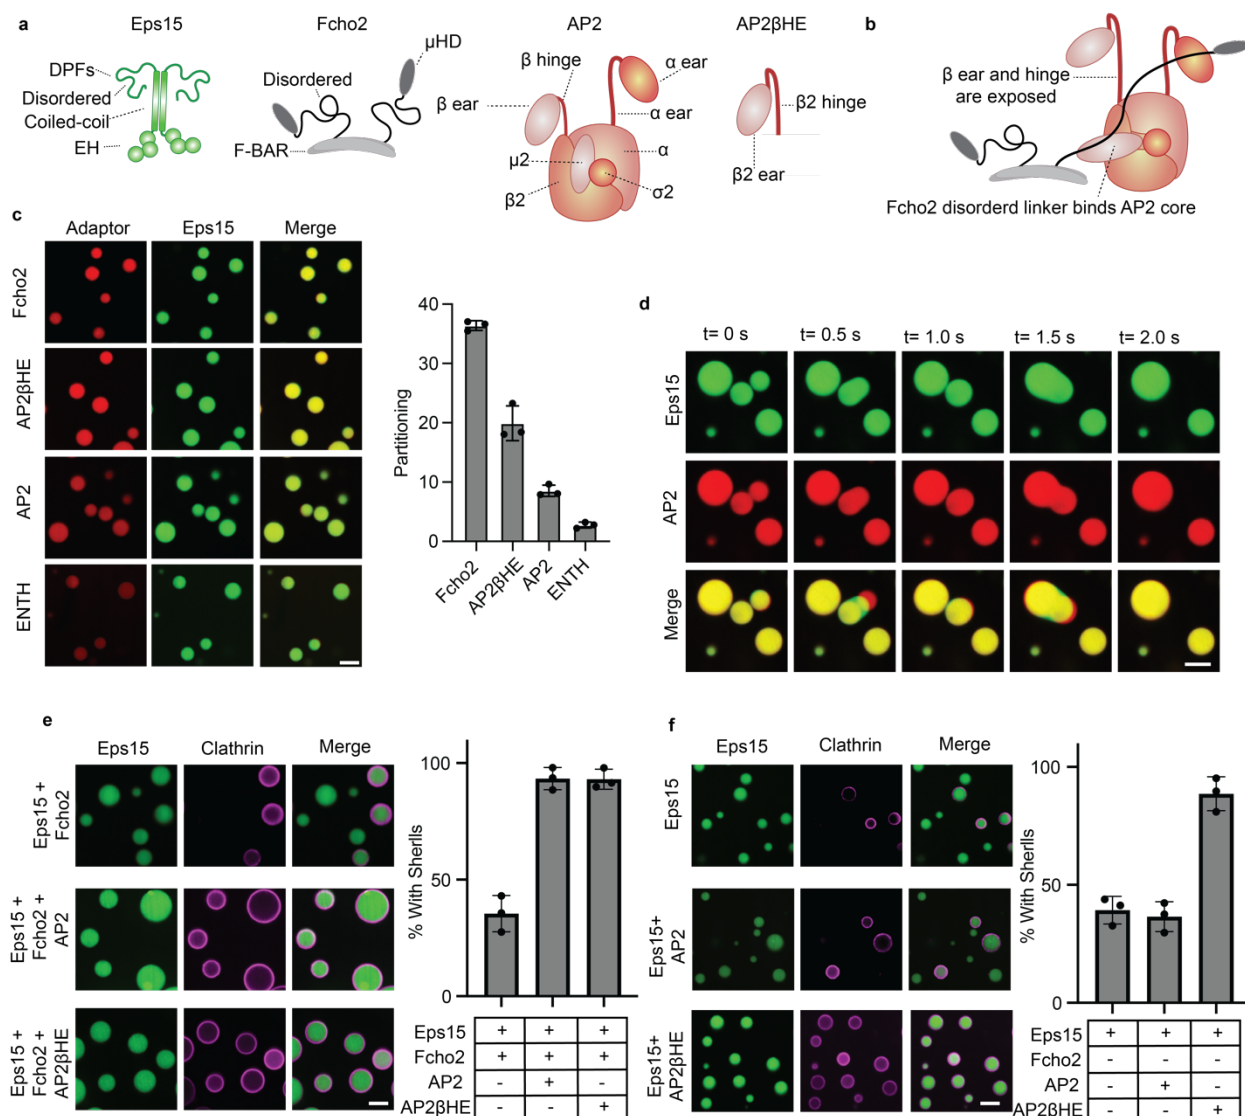 a
Eps15
DPFs
Disordered
Coiled-coil
EH
Fcho2
μHD
Disordered
F-BAR
AP2
β hinge
α ear
β ear
α ear
μ2
α
β2
σ2
AP2βHE
β2 hinge
β2 ear
b
β ear and hinge
are exposed
Fcho2 disorderd linker binds AP2 core
c
Adaptor Eps15 Merge
Fcho2
AP2βHE
AP2
ENTH
Partitioning
40
30
20
10
0
Fcho2 AP2βHE AP2 ENTH
d
t= 0 s t= 0.5 s t= 1.0 s t= 1.5 s t= 2.0 s
Eps15
AP2
Merge
e
Eps15 Clathrin Merge
Eps15 +
Fcho2
Eps15 +
Fcho2 +
AP2
Eps15 +
Fcho2 +
AP2βHE
% With Sherlls
100
50
0
Eps15 + + +
Fcho2 + + +
AP2 - + -
AP2βHE - - +
f
Eps15 Clathrin Merge
Eps15
Eps15+
AP2
Eps15+
AP2βHE
% With Sherlls
100
50
0
Eps15 + + +
Fcho2 - - -
AP2 - + -
AP2βHE - - +